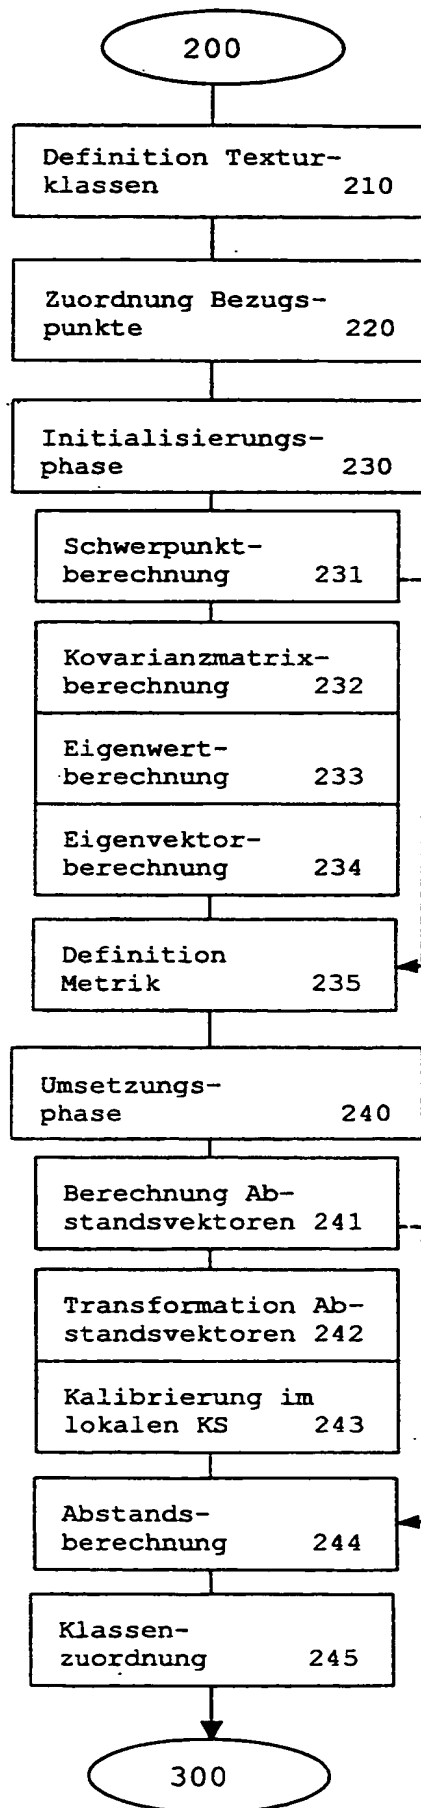 200
Definition Textur-
klassen 210
Zuordnung Bezugs-
punkte 220
Initialisierungs-
phase 230
Schwerpunkt-
berechnung 231
Kovarianzmatrix-
berechnung 232
Eigenwert-
berechnung 233
Eigenvektor-
berechnung 234
Definition
Metrik 235
Umsetzungs-
phase 240
Berechnung Ab-
standsvektoren 241
Transformation Ab-
standsvektoren 242
Kalibrierung im
lokalen KS 243
Abstands-
berechnung 244
Klassen-
zuordnung 245
300